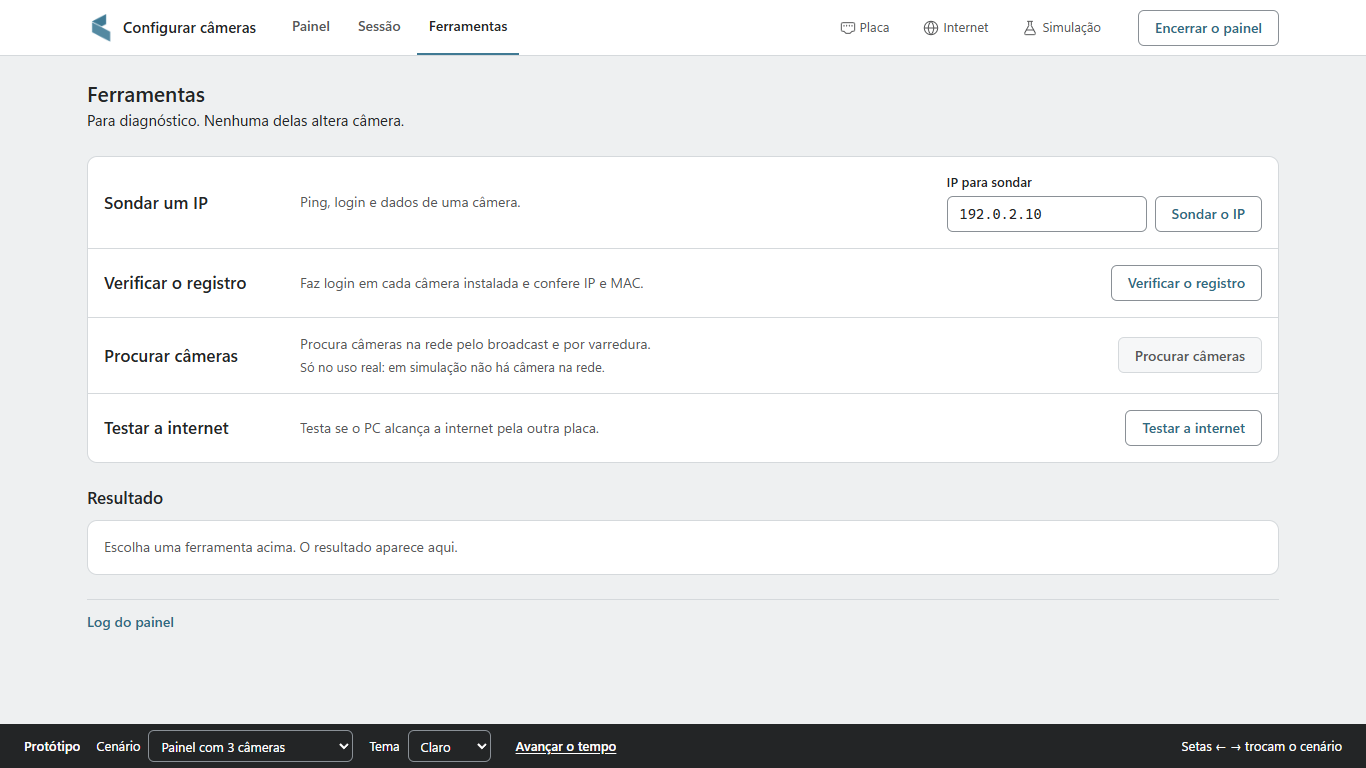 Configurar câmeras
Painel
Sessão
Ferramentas
Placa
Internet
Simulação
Encerrar o painel
Ferramentas
Para diagnóstico. Nenhuma delas altera câmera.
Sondar um IP
Ping, login e dados de uma câmera.
IP para sondar
192.0.2.10
Sondar o IP
Verificar o registro
Faz login em cada câmera instalada e confere IP e MAC.
Verificar o registro
Procurar câmeras
Procura câmeras na rede pelo broadcast e por varredura.
Só no uso real: em simulação não há câmera na rede.
Procurar câmeras
Testar a internet
Testa se o PC alcança a internet pela outra placa.
Testar a internet
Resultado
Escolha uma ferramenta acima. O resultado aparece aqui.
Log do painel
Protótipo
Cenário
Painel com 3 câmeras
Tema
Claro
Avançar o tempo
Setas ← → trocam o cenário